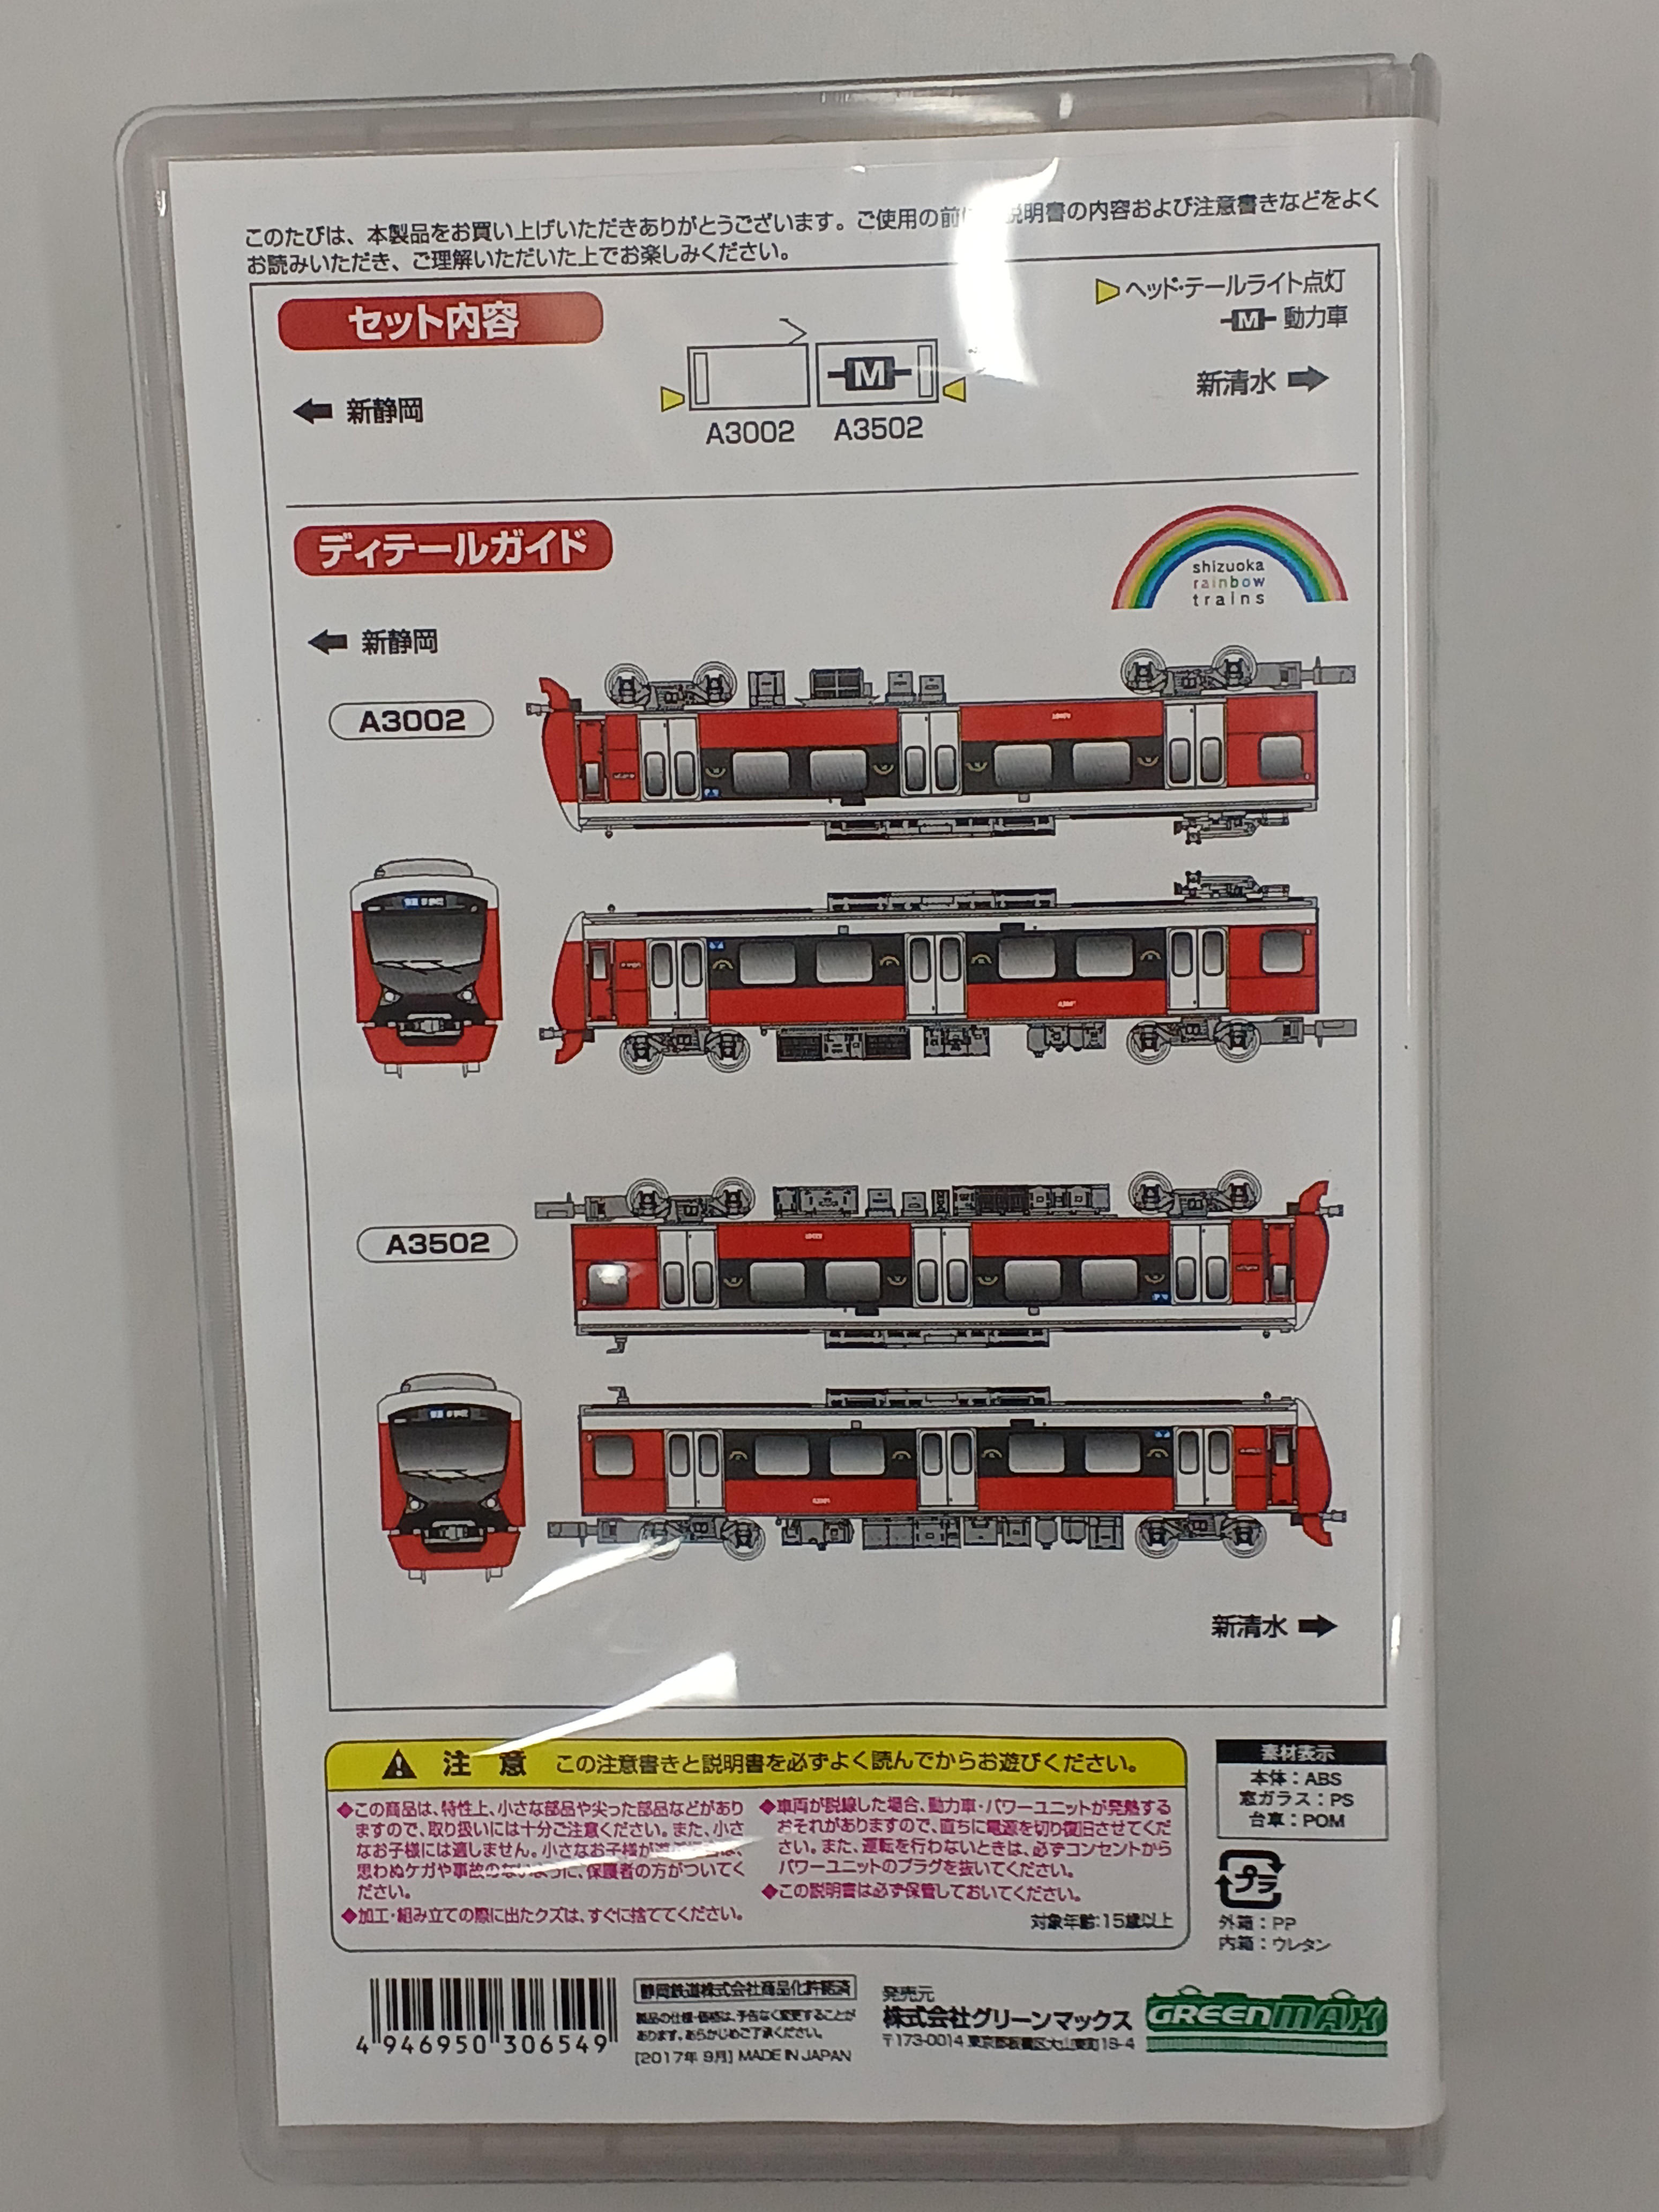 このたびは、本製品をお買い上げいただきありがとうございます。ご使用の前 説明書の内容および注意書きなどをよく
お読みいただき、ご理解いただいた上でお楽しみください。
セット内容
ヘッド・テールライト点灯
M 動力車
新静岡
M
新清水
A3002 A3502
ディテールガイド
shizuoka
rainbow
trains
新静岡
A3002
A3502
新清水
注 意 この注意書きと説明書を必ずよく読んでからお遊びください。
◆この商品は、特性上、小さな部品や尖った部品などがあり
ますので、取り扱いには十分ご注意ください。また、小さ
なお子様には適しません。小さなお子様が
思わぬケガや事故のないように、保護者の方がついてく
ださい。
◆加工・組み立ての際に出たクズは、すぐに捨ててください。
◆車両が脱線した場合、動力車・パワーユニットが発熱する
おそれがありますので、直ちに電源を切り復旧させてくだ
さい。また、運転を行わないときは、必ずコンセントから
パワーユニットのプラグを抜いてください。
◆この説明書は必ず保管しておいてください。
対象年齢:15歳以上
素材表示
本体：ABS
窓ガラス：PS
台車：POM
プラ
外箱：PP
内箱：ウレタン
4 946950 306549
静岡鉄道株式会社商品化許諾済
製品の仕様・価格は、予告なく変更することが
あります。あらかじめご了承ください。
[2017年 9月] MADE IN JAPAN
発売元
株式会社グリーンマックス
〒173-0014 東京都板橋区大山東町18-4
GREENMAX